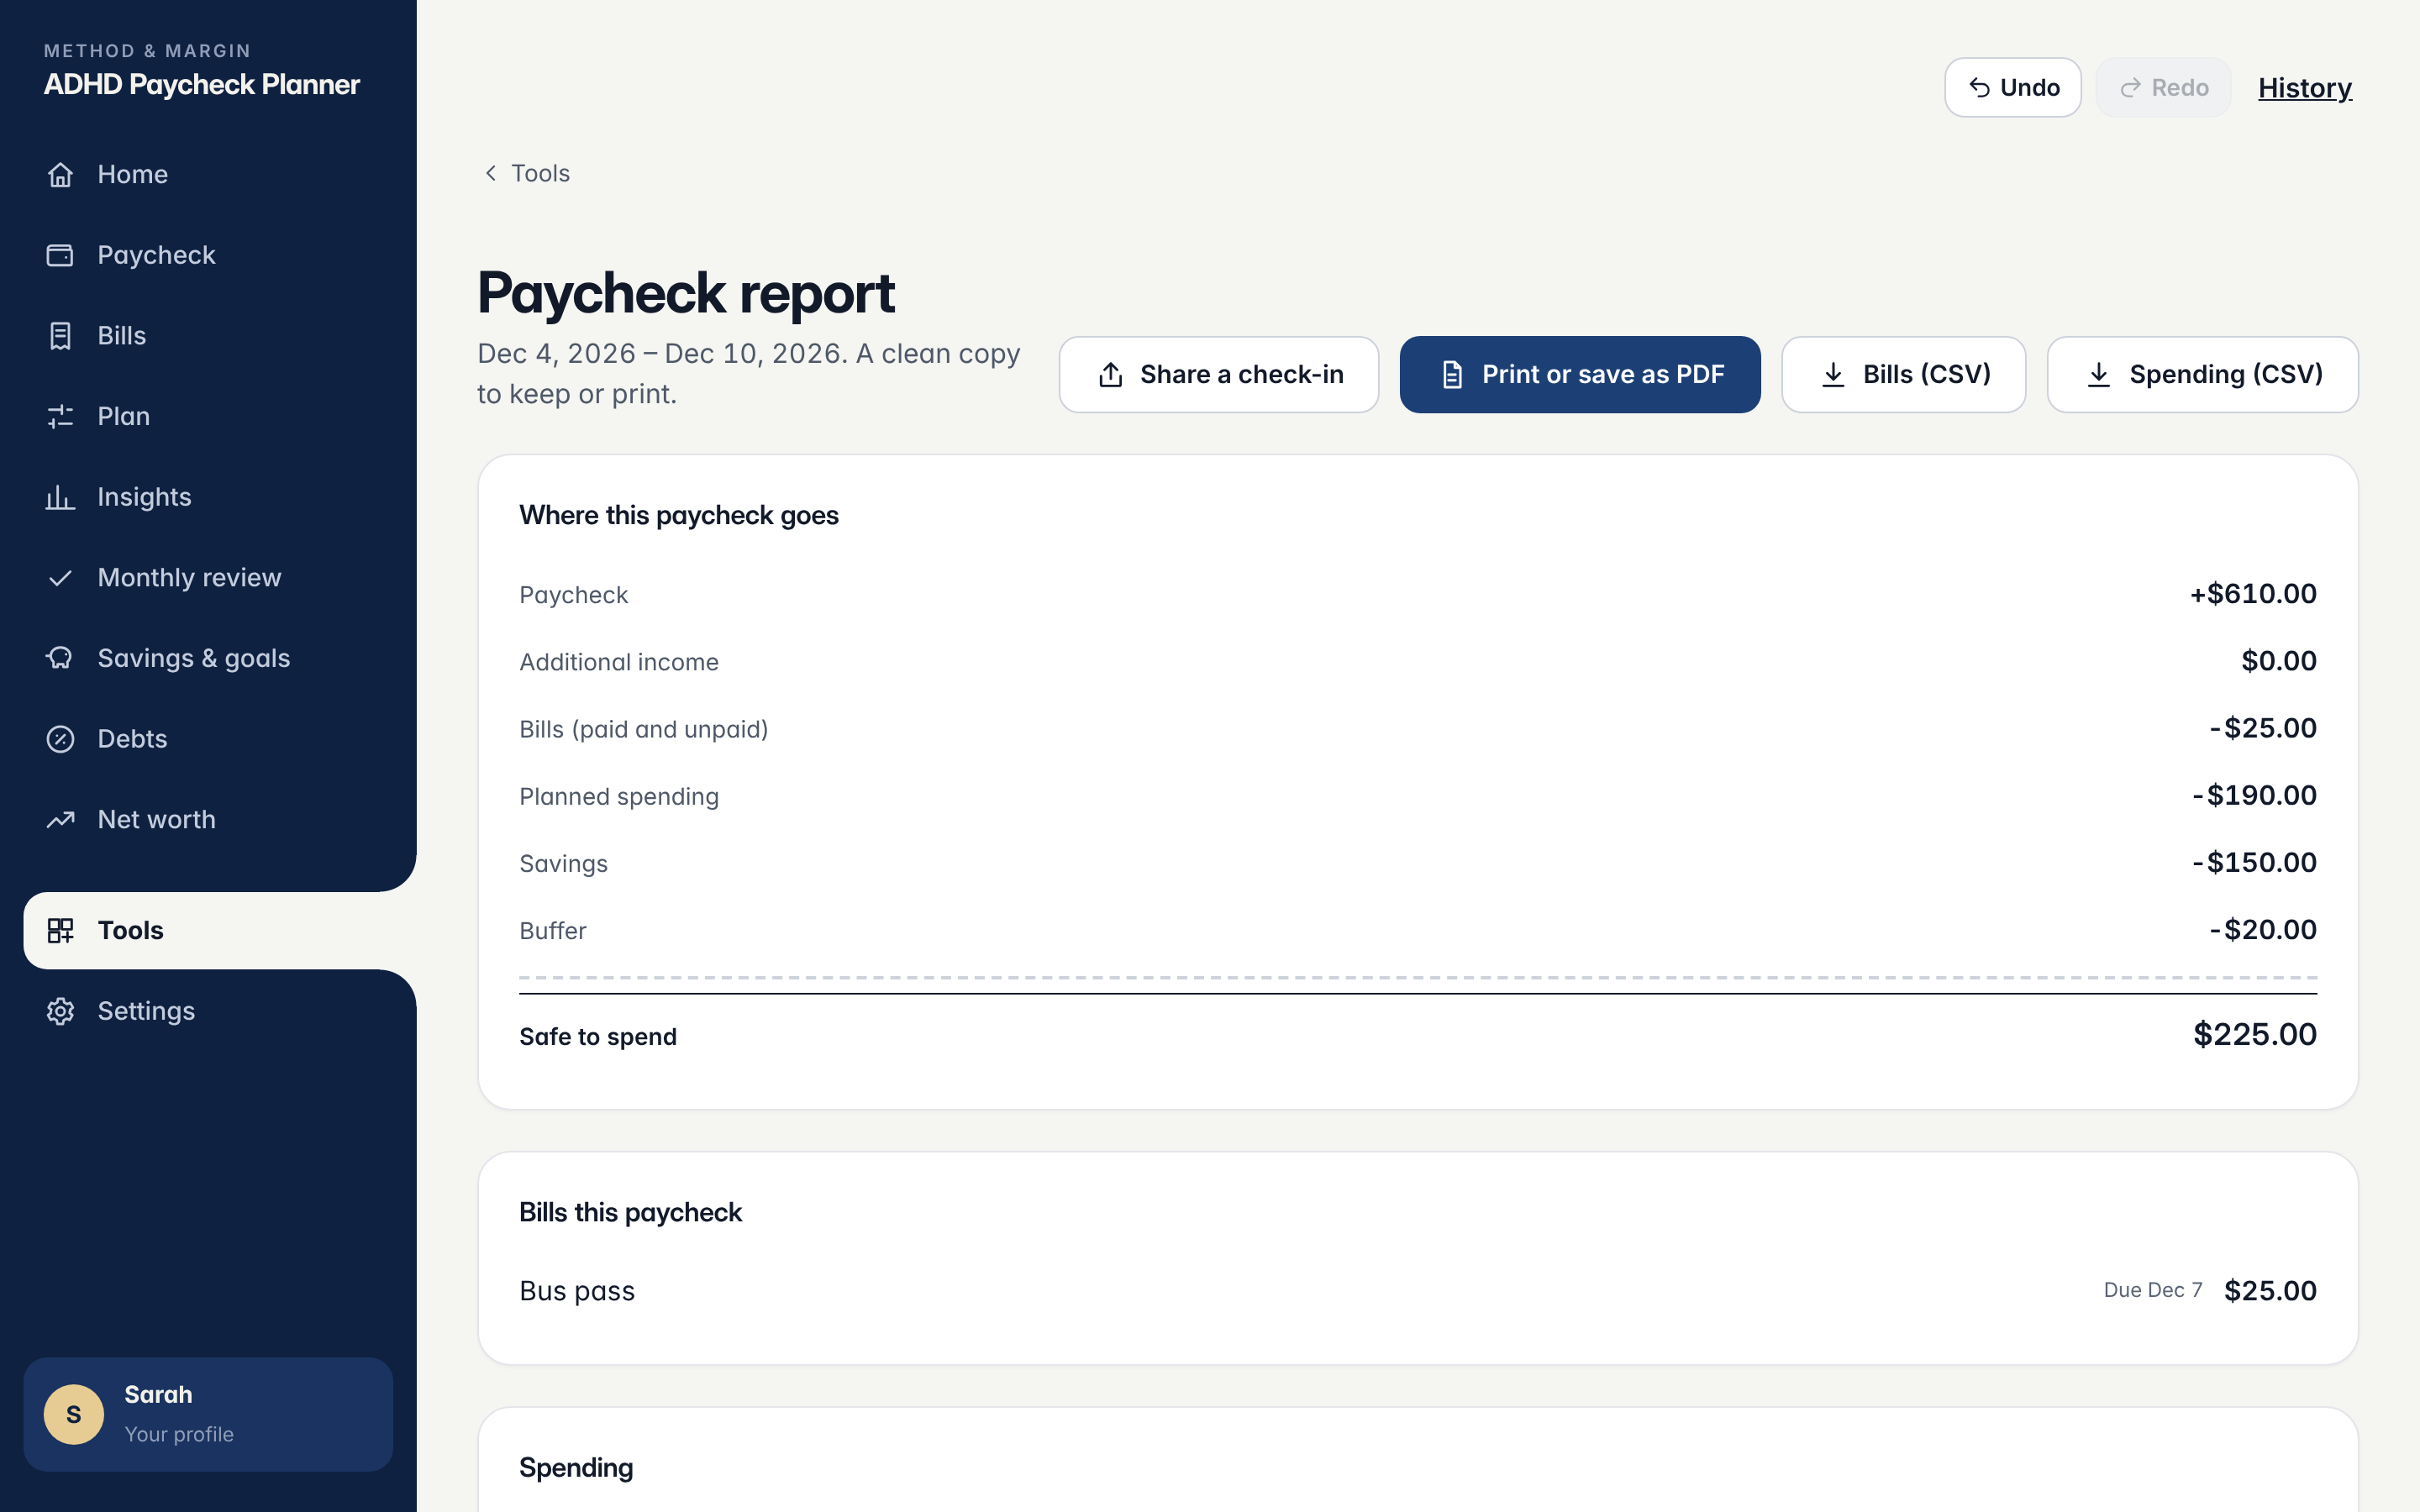 METHOD & MARGIN
ADHD Paycheck Planner
Home
Paycheck
Bills
Plan
Insights
Monthly review
Savings & goals
Debts
Net worth
Tools
Settings
S
Sarah
Your profile
Undo
Redo
History
Tools
Paycheck report
Dec 4, 2026 – Dec 10, 2026. A clean copy
to keep or print.
Share a check-in
Print or save as PDF
Bills (CSV)
Spending (CSV)
Where this paycheck goes
Paycheck +$610.00
Additional income $0.00
Bills (paid and unpaid) -$25.00
Planned spending -$190.00
Savings -$150.00
Buffer -$20.00
Safe to spend $225.00
Bills this paycheck
Bus pass Due Dec 7 $25.00
Spending